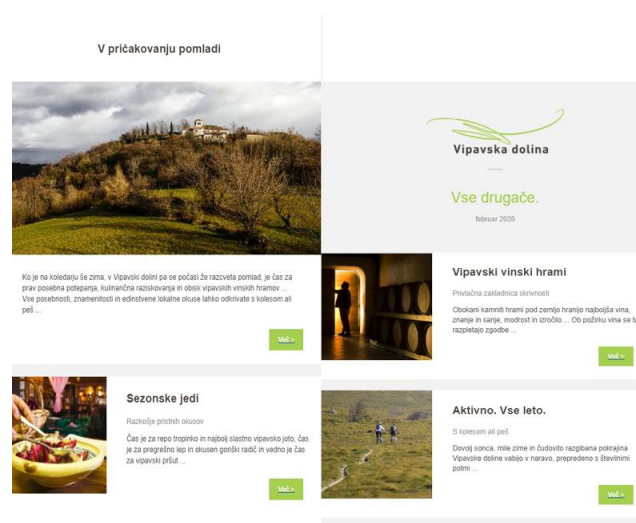 V pričakovanju pomladi
Ko je na koledarju še zima, v Vipavski dolini pa se počasi že razcveta pomlad, je čas za
prav posebna potepanja, kulinarična raziskovanja in obisk vipavskih vinskih hramov ...
Vse posebnosti, znamenitosti in edinstvene lokalne okuse lahko odkrivate s kolesom ali
peš ...
Več >
Sezonske jedi
Razkošje pristnih okusov
Čas je za repo tropinko in najbolj slastno vipavsko joto, čas
je za pregrešno lep in okusen goriški radič in vedno je čas
za vipavski pršut ...
Več >
Vipavska dolina
Vse drugače.
februar 2020
Vipavski vinski hrami
Privlačna zakladnica skrivnosti
Obokani kamniti hrami pod zemljo hranijo najboljša vina,
znanje in sanje, modrost in izročilo ... Ob požirku vina se tu
razpletajo zgodbe ...
Več >
Aktivno. Vse leto.
S kolesom ali peš
Dovolj sonca, mile zime in čudovito razgibana pokrajina
Vipavske doline vabijo v naravo, prepredeno s številnimi
potmi ...
Več >